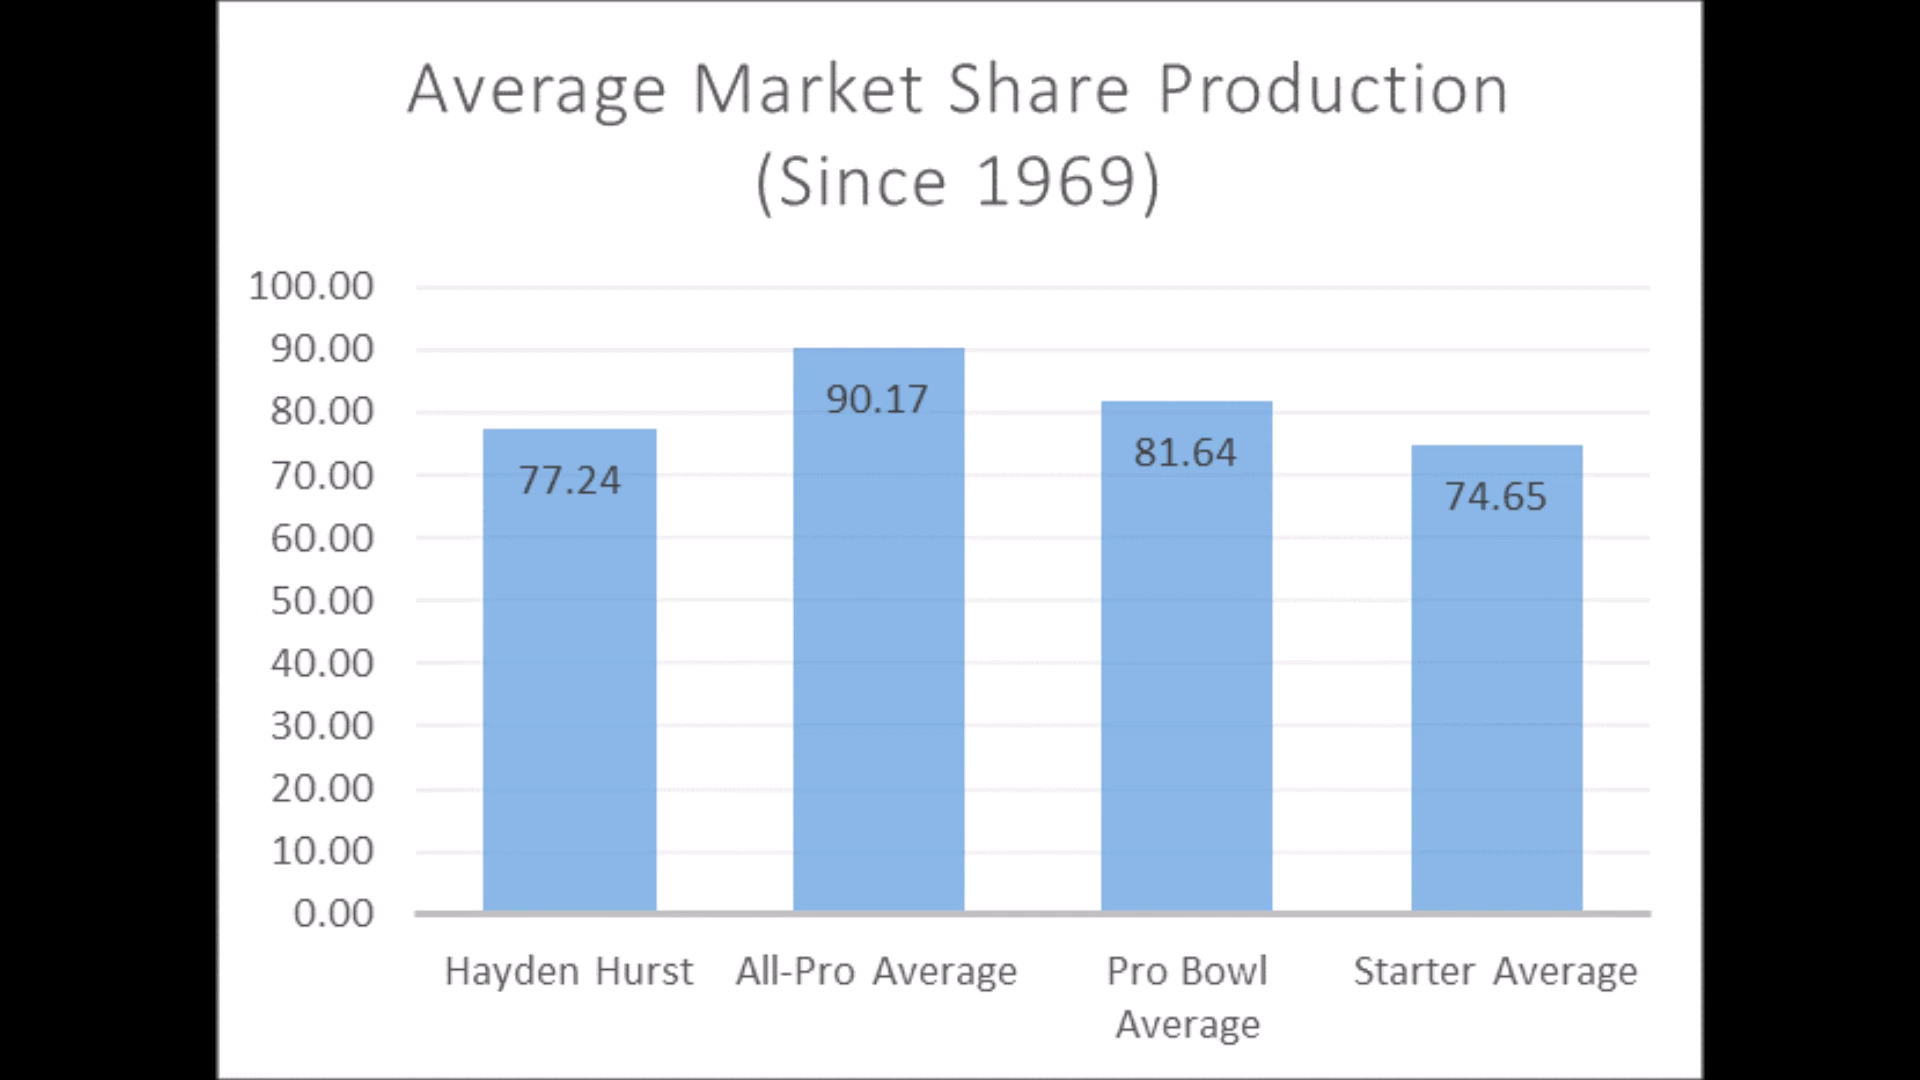 Average Market Share Production
(Since 1969)
100.00
90.00
80.00
70.00
60.00
50.00
40.00
30.00
20.00
10.00
0.00
77.24
90.17
81.64
74.65
Hayden Hurst
All-Pro Average
Pro Bowl
Average
Starter Average